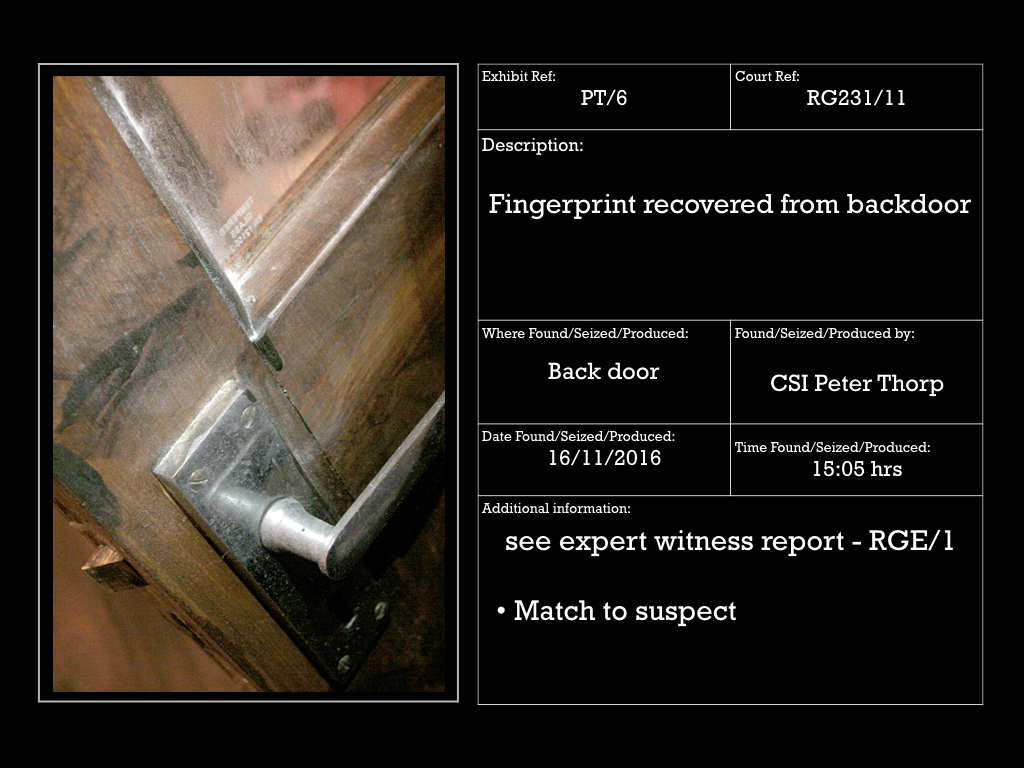 Exhibit Ref:
PT/6
Court Ref:
RG231/11
Description:
Fingerprint recovered from backdoor
Where Found/Seized/Produced:
Back door
Found/Seized/Produced by:
CSI Peter Thorp
Date Found/Seized/Produced:
16/11/2016
Time Found/Seized/Produced:
15:05 hrs
Additional information:
see expert witness report - RGE/1
• Match to suspect